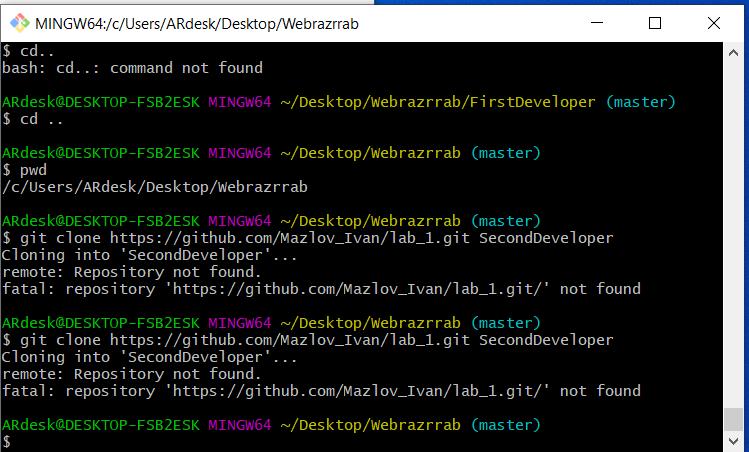 MINGW64:/c/Users/ARdesk/Desktop/Webrazrrab
$ cd..
bash: cd..: command not found
ARdesk@DESKTOP-FSB2ESK MINGW64 ~/Desktop/Webrazrrab/FirstDeveloper (master)
$ cd ..
ARdesk@DESKTOP-FSB2ESK MINGW64 ~/Desktop/Webrazrrab (master)
$ pwd
/c/Users/ARdesk/Desktop/Webrazrrab
ARdesk@DESKTOP-FSB2ESK MINGW64 ~/Desktop/Webrazrrab (master)
$ git clone https://github.com/Mazlov_Ivan/lab_1.git SecondDeveloper
Cloning into 'SecondDeveloper'...
remote: Repository not found.
fatal: repository 'https://github.com/Mazlov_Ivan/lab_1.git/' not found
ARdesk@DESKTOP-FSB2ESK MINGW64 ~/Desktop/Webrazrrab (master)
$ git clone https://github.com/Mazlov_Ivan/lab_1.git SecondDeveloper
Cloning into 'SecondDeveloper'...
remote: Repository not found.
fatal: repository 'https://github.com/Mazlov_Ivan/lab_1.git/' not found
ARdesk@DESKTOP-FSB2ESK MINGW64 ~/Desktop/Webrazrrab (master)
$